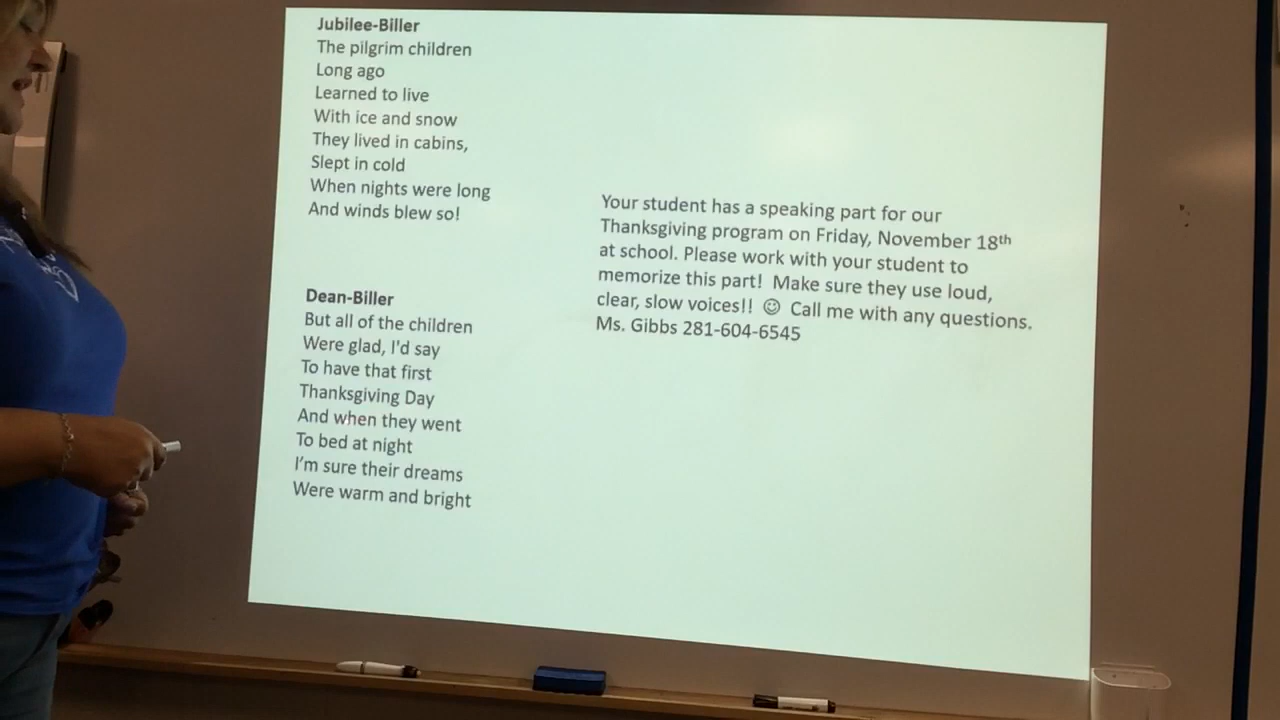 Jubilee-Biller
The pilgrim children
Long ago
Learned to live
With ice and snow
They lived in cabins,
Slept in cold
When nights were long
And winds blew so!
Dean-Biller
But all of the children
Were glad, I'd say
To have that first
Thanksgiving Day
And when they went
To bed at night
I'm sure their dreams
Were warm and bright
Your student has a speaking part for our
Thanksgiving program on Friday, November 18th
at school. Please work with your student to
memorize this part! Make sure they use loud,
clear, slow voices!! ☺ Call me with any questions.
Ms. Gibbs 281-604-6545